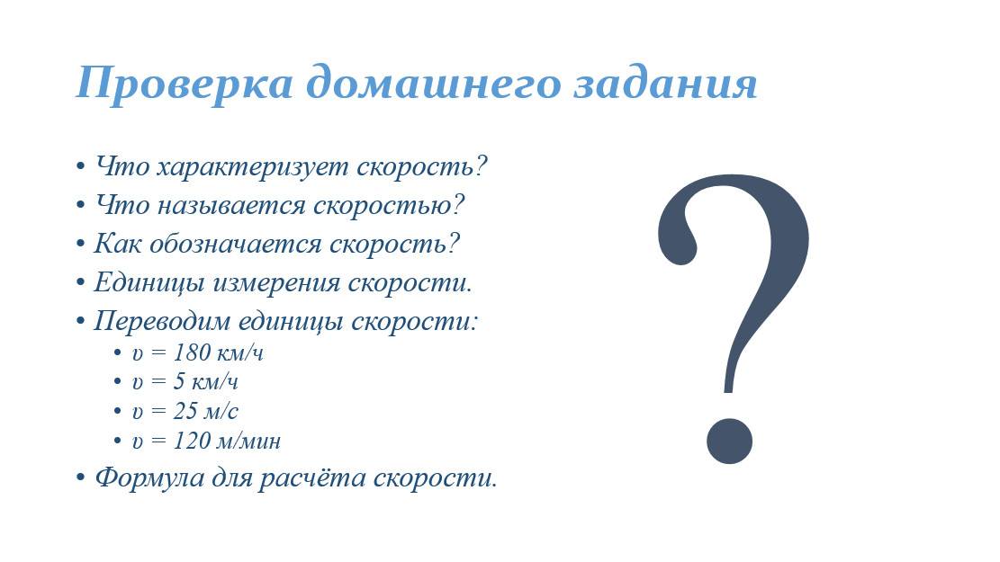 Проверка домашнего задания
• Что характеризует скорость?
• Что называется скоростью?
• Как обозначается скорость?
• Единицы измерения скорости.
• Переводим единицы скорости:
• υ = 180 км/ч
• υ = 5 км/ч
• υ = 25 м/с
• υ = 120 м/мин
• Формула для расчёта скорости.
?